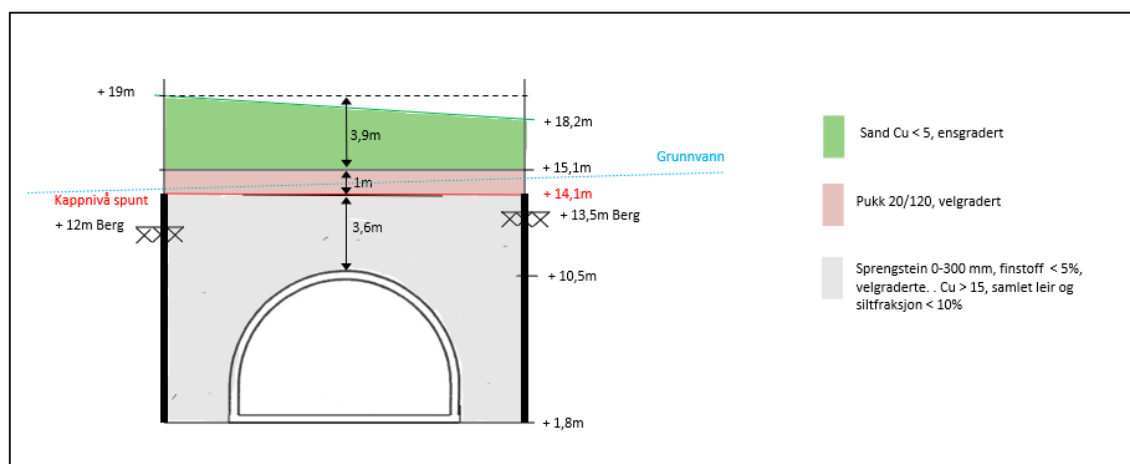 + 19m
+ 18,2m
3,9m
+ 15,1m
Grunnvann
1m
Kappnivå spunt
+ 14,1m
+ 12m Berg
+ 13,5m Berg
3,6m
+ 10,5m
+ 1,8m
Sand Cu < 5, ensgradert
Pukk 20/120, velgradert
Sprengstein 0-300 mm, finstoff < 5%,
velgraderte. . Cu > 15, samlet leir og
siltfraksjon < 10%